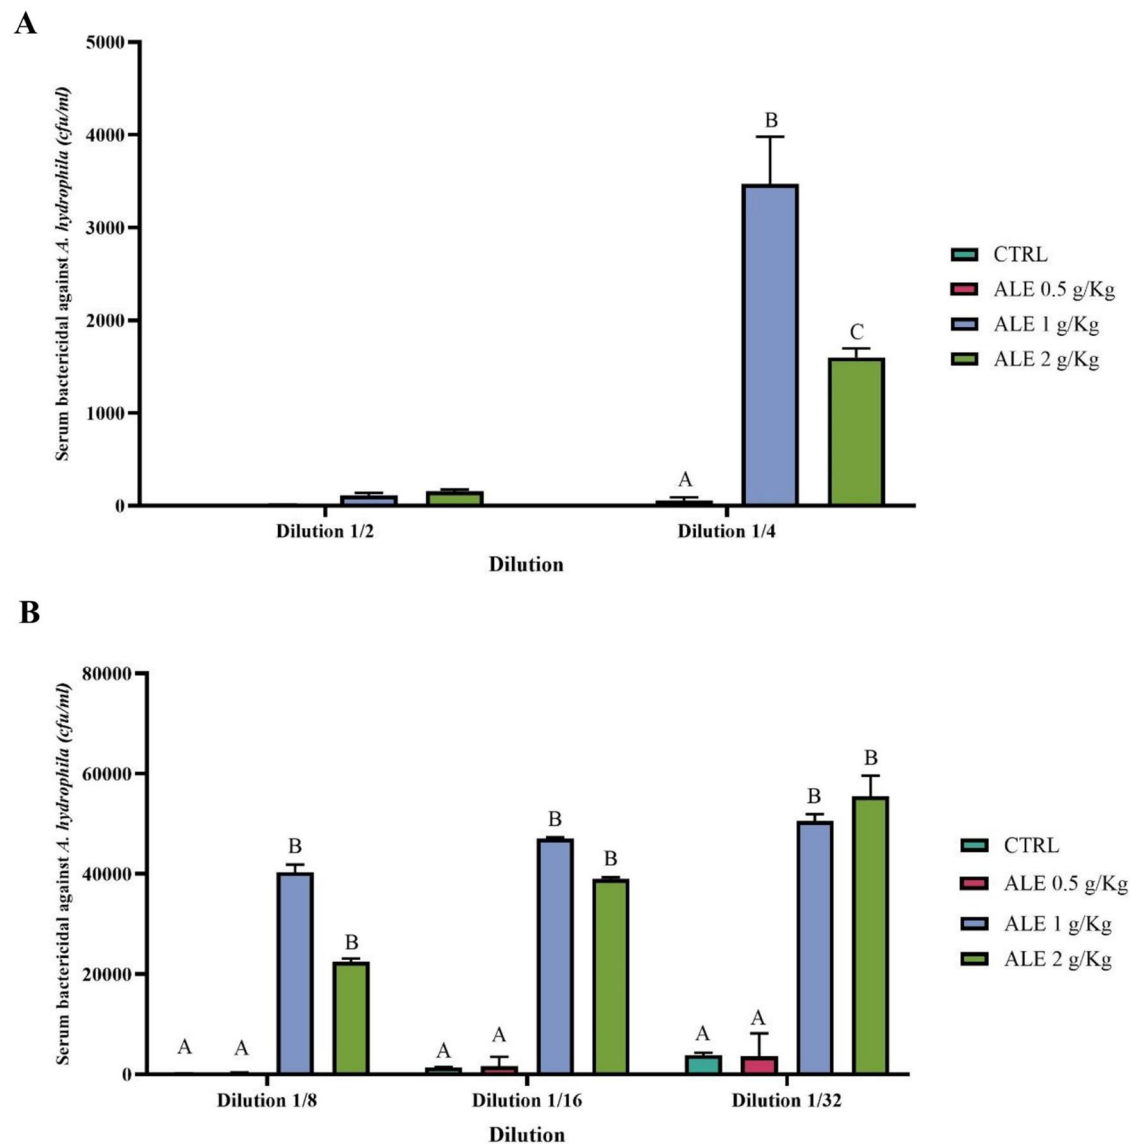 A
Serum bactericidal against A. hydrophila (cfu/ml)
5000
4000
3000
2000
1000
0
A
B
C
Dilution 1/2
Dilution 1/4
Dilution
CTRL
ALE 0.5 g/Kg
ALE 1 g/Kg
ALE 2 g/Kg
B
Serum bactericidal against A. hydrophila (cfu/ml)
80000
60000
40000
20000
0
A
A
B
B
A
A
B
B
A
A
B
B
Dilution 1/8
Dilution 1/16
Dilution 1/32
Dilution
CTRL
ALE 0.5 g/Kg
ALE 1 g/Kg
ALE 2 g/Kg